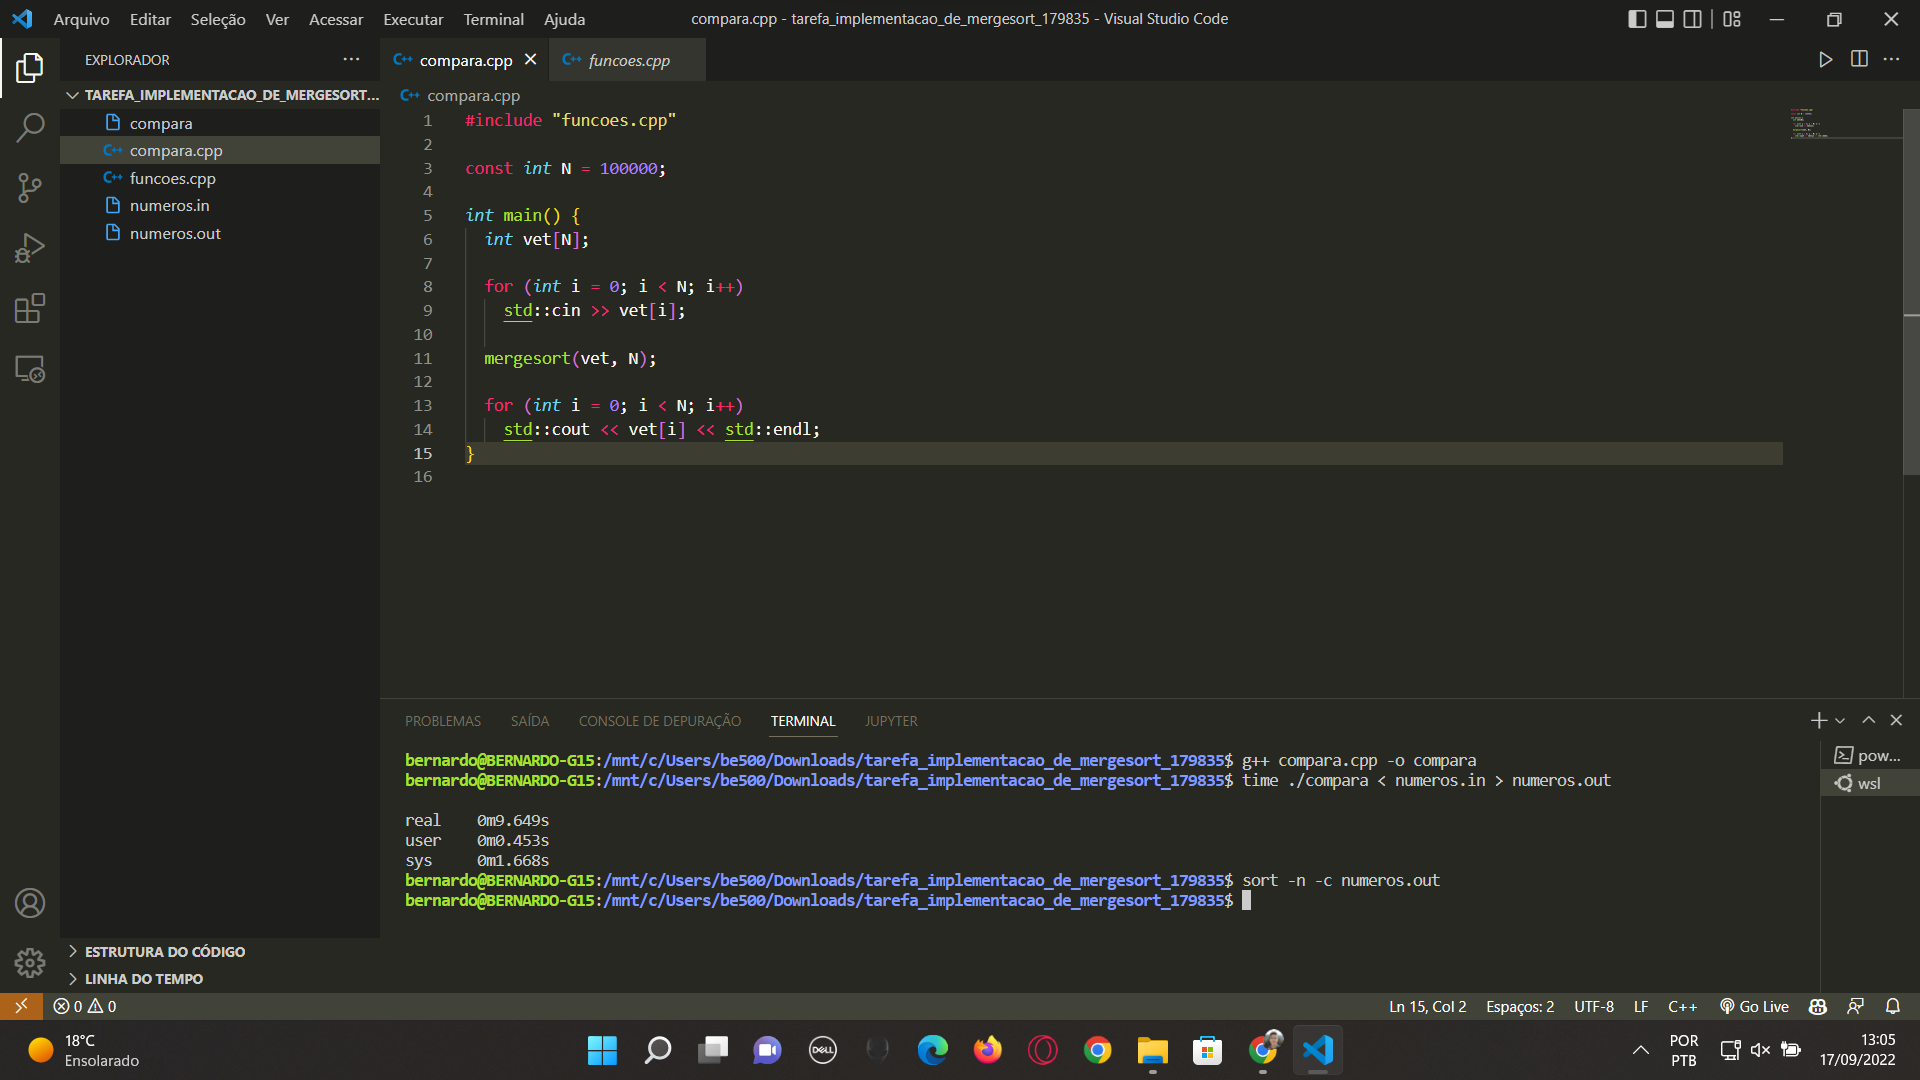 Arquivo Editar Seleção Ver Acessar Executar Terminal Ajuda
compara.cpp - tarefa_implementacao_de_mergesort_179835 - Visual Studio Code
EXPLORADOR
TAREFA_IMPLEMENTACAO_DE_MERGESORT...
compara
compara.cpp
funcoes.cpp
numeros.in
numeros.out
ESTRUTURA DO CÓDIGO
LINHA DO TEMPO
compara.cpp
funcoes.cpp
compara.cpp
1 #include "funcoes.cpp"
2
3 const int N = 100000;
4
5 int main() {
6 int vet[N];
7
8 for (int i = 0; i < N; i++)
9 std::cin >> vet[i];
10
11 mergesort(vet, N);
12
13 for (int i = 0; i < N; i++)
14 std::cout << vet[i] << std::endl;
15 }
16
PROBLEMAS SAÍDA CONSOLE DE DEPURAÇÃO TERMINAL JUPYTER
bernardo@BERNARDO-G15:/mnt/c/Users/be500/Downloads/tarefa_implementacao_de_mergesort_179835$ g++ compara.cpp -o compara
bernardo@BERNARDO-G15:/mnt/c/Users/be500/Downloads/tarefa_implementacao_de_mergesort_179835$ time ./compara < numeros.in > numeros.out
real 0m9.649s
user 0m0.453s
sys 0m1.668s
bernardo@BERNARDO-G15:/mnt/c/Users/be500/Downloads/tarefa_implementacao_de_mergesort_179835$ sort -n -c numeros.out
bernardo@BERNARDO-G15:/mnt/c/Users/be500/Downloads/tarefa_implementacao_de_mergesort_179835$
pow...
wsl
0 0
Ln 15, Col 2 Espaços: 2 UTF-8 LF C++ Go Live
18°C
Ensolarado
DELL
POR
PTB
13:05
17/09/2022